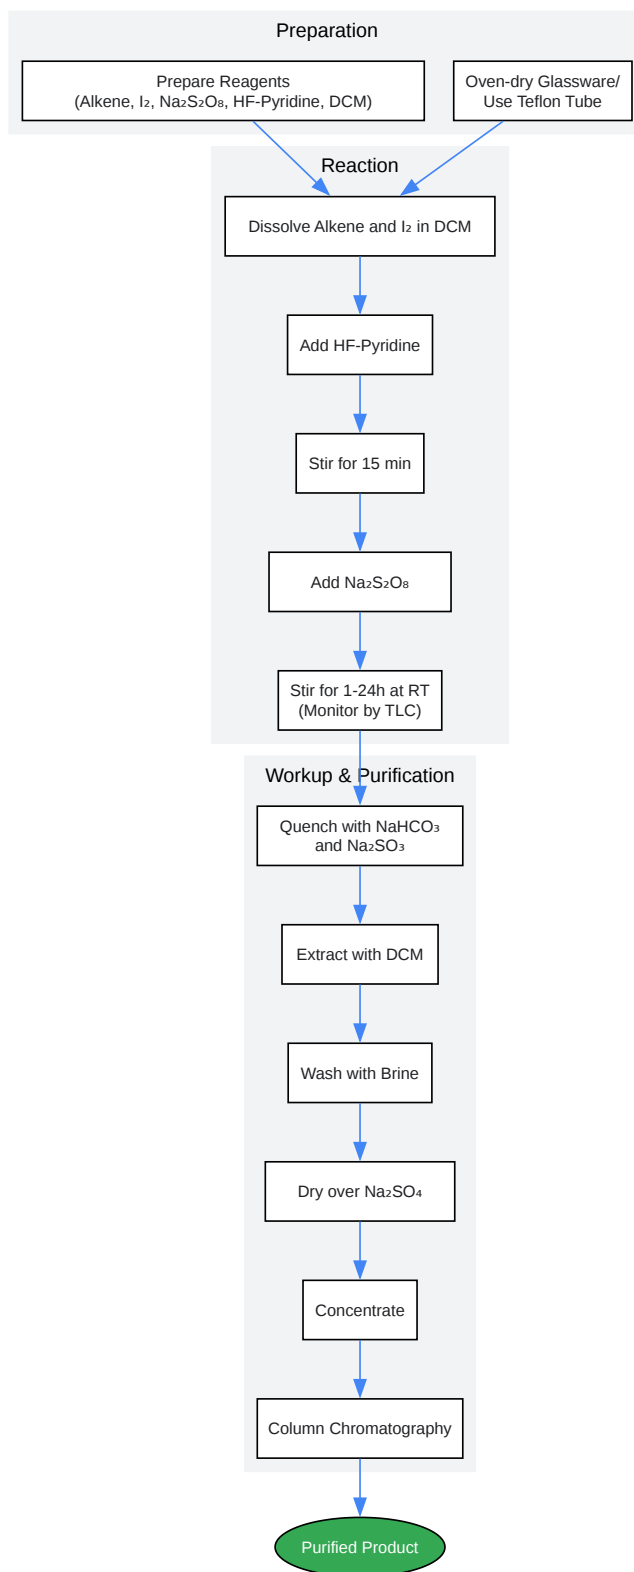 Preparation
Prepare Reagents
(Alkene, I₂, Na₂S₂O₈, HF-Pyridine, DCM)
Oven-dry Glassware/
Use Teflon Tube
Reaction
Dissolve Alkene and I₂ in DCM
Add HF-Pyridine
Stir for 15 min
Add Na₂S₂O₈
Stir for 1-24h at RT
(Monitor by TLC)
Workup & Purification
Quench with NaHCO₃
and Na₂SO₃
Extract with DCM
Wash with Brine
Dry over Na₂SO₄
Concentrate
Column Chromatography
Purified Product